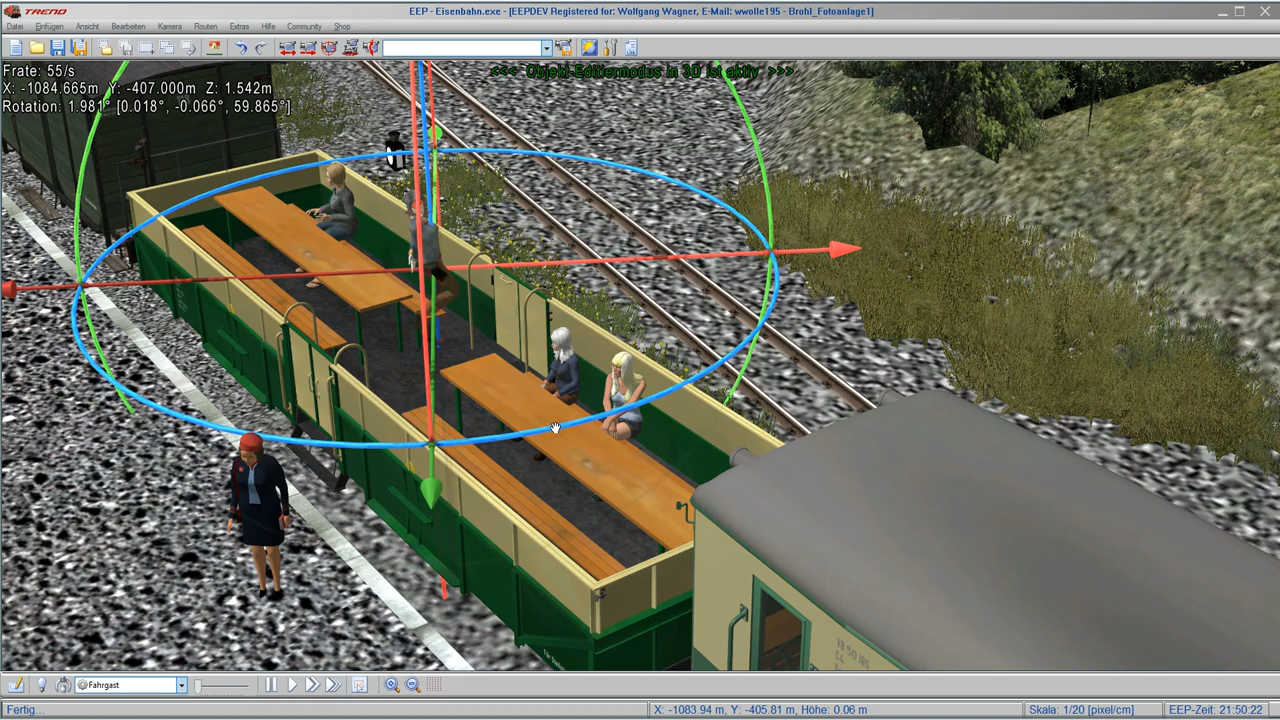 TREND
EEP - Eisenbahn.exe - [EEPDEV Registered for: Wolfgang Wagner, E-Mail: wwolle195 - Brohl_Fotoanlage1]
Datei Einfügen Ansicht Bearbeiten Kamera Routen Extras Hilfe Community Shop
Frate: 55/s
<<< Objekt-Editiermodus in 3D ist aktiv >>>
X: -1084.665m Y: -407.000m Z: 1.542m
Rotation: 1.981° [0.018°, -0.066°, 59.865°]
Fahrgast
Fertig...
X: -1083.94 m, Y: -405.81 m, Höhe: 0.06 m
Skala: 1/20 [pixel/cm]
EEP-Zeit: 21:50:22